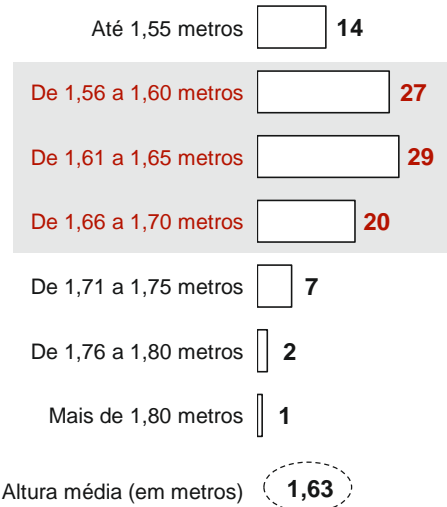 Até 1,55 metros 14
De 1,56 a 1,60 metros 27
De 1,61 a 1,65 metros 29
De 1,66 a 1,70 metros 20
De 1,71 a 1,75 metros 7
De 1,76 a 1,80 metros 2
Mais de 1,80 metros 1
Altura média (em metros) 1,63